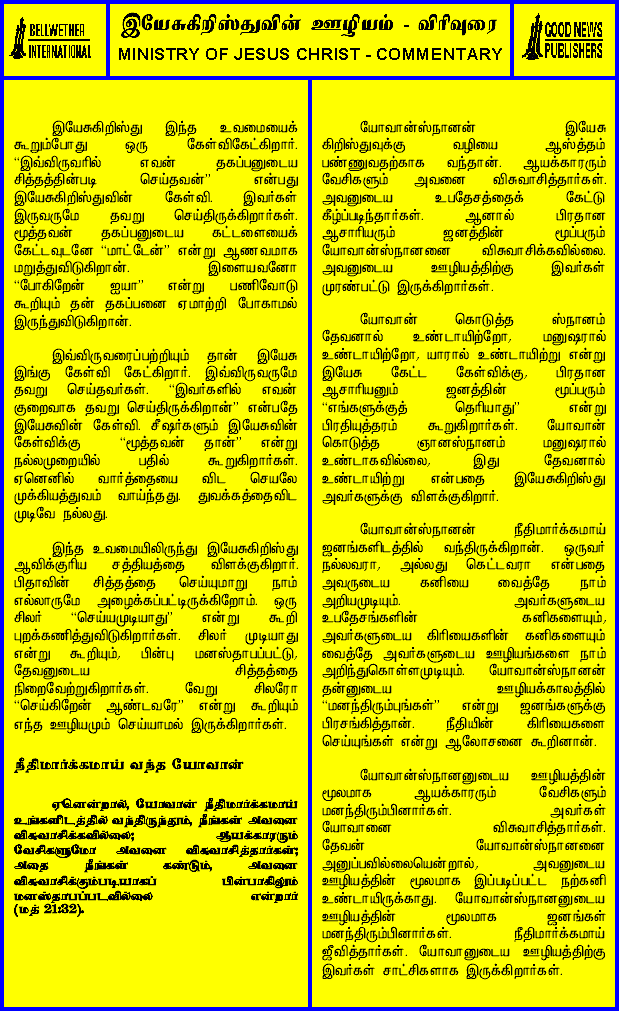 BELLWETHER
INTERNATIONAL
இயேசுகிறிஸ்துவின் ஊழியம் - விரிவுரை
MINISTRY OF JESUS CHRIST - COMMENTARY
GOOD NEWS
PUBLISHERS
இயேசுகிறிஸ்து இந்த உவமையைக்
கூறும்போது ஒரு கேள்விகேட்கிறார்.
“இவ்விருவரில் எவன் தகப்பனுடைய
சித்தத்தின்படி செய்தவன்” என்பது
இயேசுகிறிஸ்துவின் கேள்வி. இவர்கள்
இருவருமே தவறு செய்திருக்கிறார்கள்.
மூத்தவன் தகப்பனுடைய கட்டளையைக்
கேட்டவுடனே “மாட்டேன்” என்று ஆணவமாக
மறுத்துவிடுகிறான். இளையவனோ
“போகிறேன் ஐயா” என்று பணிவோடு
கூறியும் தன் தகப்பனை ஏமாற்றி போகாமல்
இருந்துவிடுகிறான்.
இவ்விருவரைப்பற்றியும் தான் இயேசு
இங்கு கேள்வி கேட்கிறார். இவ்விருவருமே
தவறு செய்தவர்கள். “இவர்களில் எவன்
குறைவாக தவறு செய்திருக்கிறான்” என்பதே
இயேசுவின் கேள்வி. சீஷர்களும் இயேசுவின்
கேள்விக்கு “மூத்தவன் தான்” என்று
நல்லமுறையில் பதில் கூறுகிறார்கள்.
ஏனெனில் வார்த்தையை விட செயலே
முக்கியத்துவம் வாய்ந்தது. துவக்கத்தைவிட
முடிவே நல்லது.
இந்த உவமையிலிருந்து இயேசுகிறிஸ்து
ஆவிக்குரிய சத்தியத்தை விளக்குகிறார்.
பிதாவின் சித்தத்தை செய்யுமாறு நாம்
எல்லாருமே அழைக்கப்பட்டிருக்கிறோம். ஒரு
சிலர் “செய்யமுடியாது” என்று கூறி
புறக்கணித்துவிடுகிறார்கள். சிலர் முடியாது
என்று கூறியும், பின்பு மனஸ்தாபப்பட்டு,
தேவனுடைய சித்தத்தை
நிறைவேற்றுகிறார்கள். வேறு சிலரோ
“செய்கிறேன் ஆண்டவரே” என்று கூறியும்
எந்த ஊழியமும் செய்யாமல் இருக்கிறார்கள்.
நீதிமார்க்கமாய் வந்த யோவான்
ஏனென்றால், யோவான் நீதிமார்க்கமாய்
உங்களிடத்தில் வந்திருந்தும், நீங்கள் அவனை
விசுவாசிக்கவில்லை; ஆயக்காரரும்
வேசிகளுமோ அவனை விசுவாசித்தார்கள்;
அதை நீங்கள் கண்டும், அவனை
விசுவாசிக்கும்படியாகப் பின்பாகிலும்
மனஸ்தாபப்படவில்லை என்றார்
(மத் 21:32).
யோவான்ஸ்நானன் இயேசு
கிறிஸ்துவுக்கு வழியை ஆஸ்த்தம்
பண்ணுவதற்காக வந்தான். ஆயக்காரரும்
வேசிகளும் அவனை விசுவாசித்தார்கள்.
அவனுடைய உபதேசத்தைக் கேட்டு
கீழ்ப்படிந்தார்கள். ஆனால் பிரதான
ஆசாரியரும் ஜனத்தின் மூப்பரும்
யோவான்ஸ்நானனை விசுவாசிக்கவில்லை.
அவனுடைய ஊழியத்திற்கு இவர்கள்
முரண்பட்டு இருக்கிறார்கள்.
யோவான் கொடுத்த ஸ்நானம்
தேவனால் உண்டாயிற்றோ, மனுஷரால்
உண்டாயிற்றோ, யாரால் உண்டாயிற்று என்று
இயேசு கேட்ட கேள்விக்கு, பிரதான
ஆசாரியனும் ஜனத்தின் மூப்பரும்
“எங்களுக்குத் தெரியாது” என்று
பிரதியுத்தரம் கூறுகிறார்கள். யோவான்
கொடுத்த ஞானஸ்நானம் மனுஷரால்
உண்டாகவில்லை, இது தேவனால்
உண்டாயிற்று என்பதை இயேசுகிறிஸ்து
அவர்களுக்கு விளக்குகிறார்.
யோவான்ஸ்நானன் நீதிமார்க்கமாய்
ஜனங்களிடத்தில் வந்திருக்கிறான். ஒருவர்
நல்லவரா, அல்லது கெட்டவரா என்பதை
அவருடைய கனியை வைத்தே நாம்
அறியமுடியும். அவர்களுடைய
உபதேசங்களின் கனிகளையும்,
அவர்களுடைய கிரியைகளின் கனிகளையும்
வைத்தே அவர்களுடைய ஊழியங்களை நாம்
அறிந்துகொள்ளமுடியும். யோவான்ஸ்நானன்
தன்னுடைய ஊழியக்காலத்தில்
“மனந்திரும்புங்கள்” என்று ஜனங்களுக்கு
பிரசங்கித்தான். நீதியின் கிரியைகளை
செய்யுங்கள் என்று ஆலோசனை கூறினான்.
யோவான்ஸ்நானனுடைய ஊழியத்தின்
மூலமாக ஆயக்காரரும் வேசிகளும்
மனந்திரும்பினார்கள். அவர்கள்
யோவானை விசுவாசித்தார்கள்.
தேவன் யோவான்ஸ்நானனை
அனுப்பவில்லையென்றால், அவனுடைய
ஊழியத்தின் மூலமாக இப்படிப்பட்ட நற்கனி
உண்டாயிருக்காது. யோவான்ஸ்நானனுடைய
ஊழியத்தின் மூலமாக ஜனங்கள்
மனந்திரும்பினார்கள். நீதிமார்க்கமாய்
ஜீவித்தார்கள். யோவானுடைய ஊழியத்திற்கு
இவர்கள் சாட்சிகளாக இருக்கிறார்கள்.